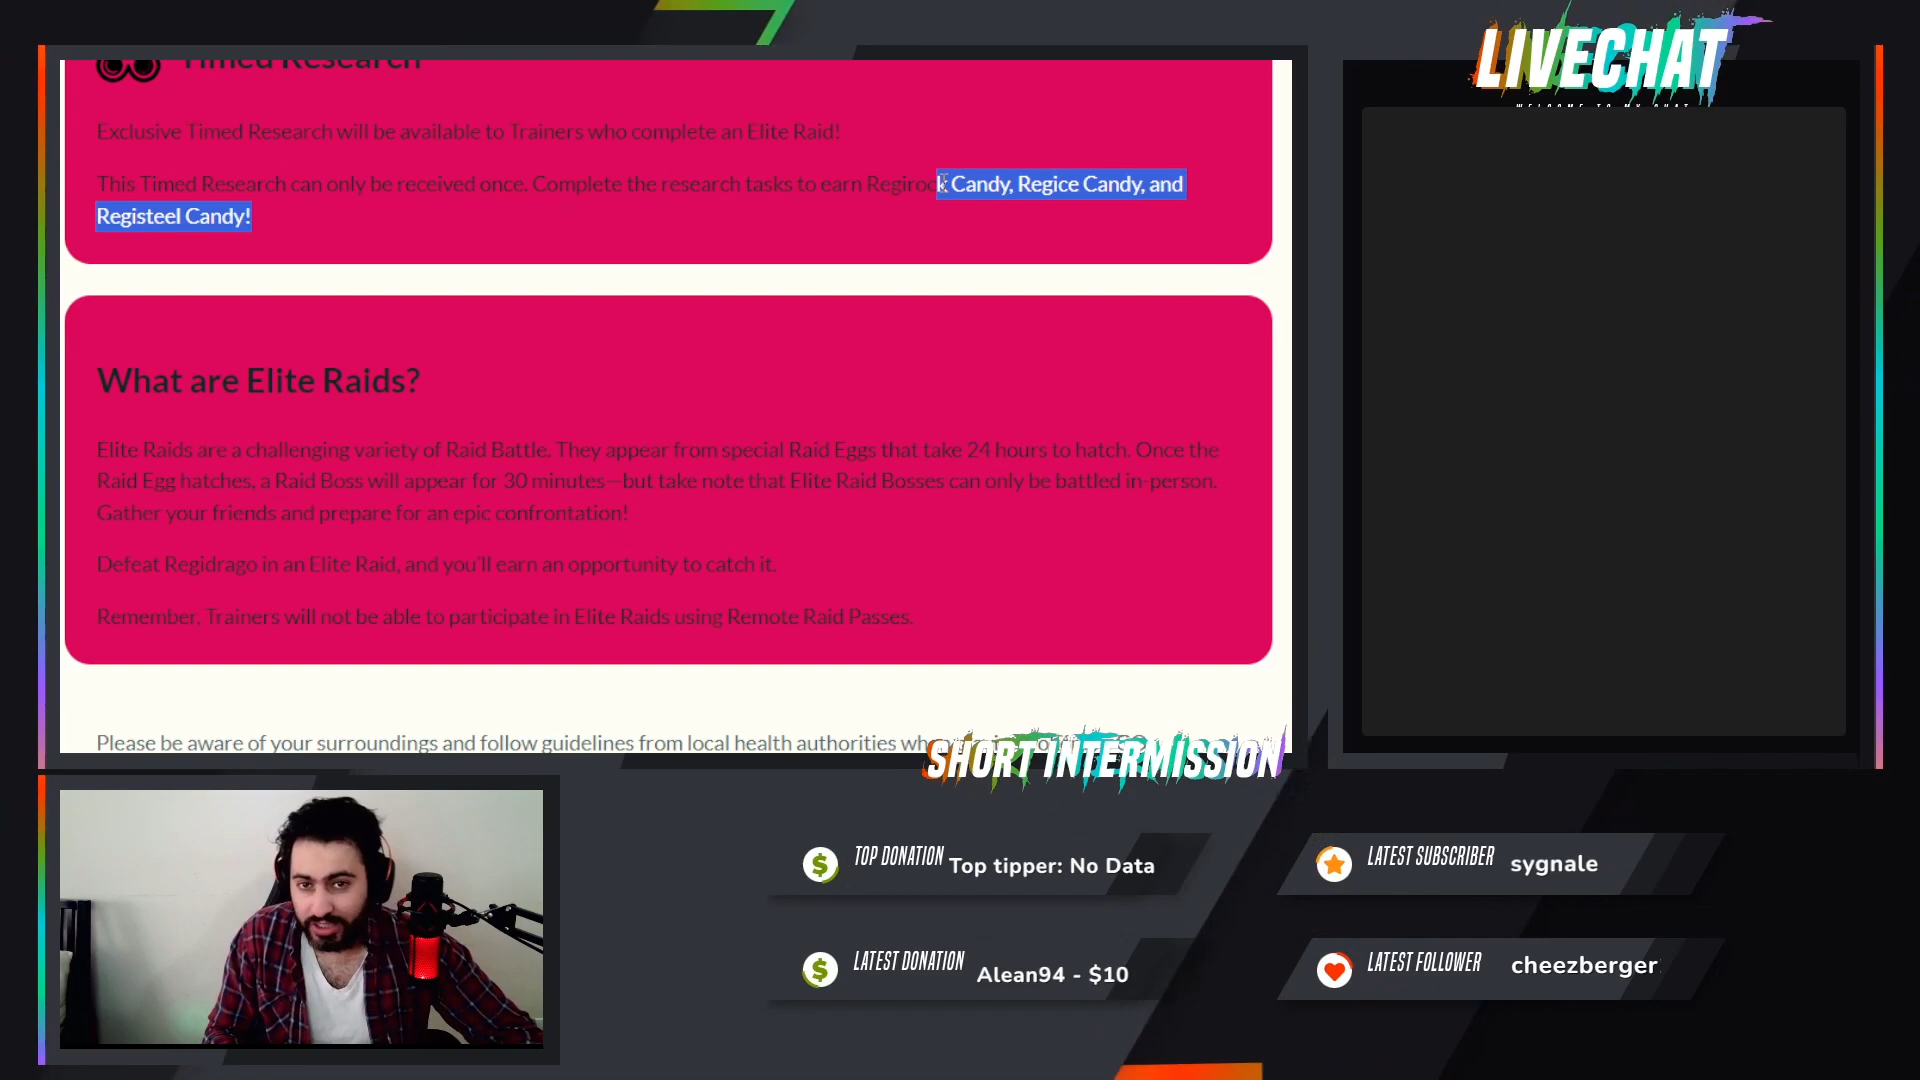 Timed Research
Exclusive Timed Research will be available to Trainers who complete an Elite Raid!
This Timed Research can only be received once. Complete the research tasks to earn Regirock Candy, Regice Candy, and
Registeel Candy!
What are Elite Raids?
Elite Raids are a challenging variety of Raid Battle. They appear from special Raid Eggs that take 24 hours to hatch. Once the
Raid Egg hatches, a Raid Boss will appear for 30 minutes—but take note that Elite Raid Bosses can only be battled in-person.
Gather your friends and prepare for an epic confrontation!
Defeat Regidrago in an Elite Raid, and you'll earn an opportunity to catch it.
Remember, Trainers will not be able to participate in Elite Raids using Remote Raid Passes.
Please be aware of your surroundings and follow guidelines from local health authorities
SHORT INTERMISSION
LIVECHAT
WELCOME TO MY CHAT
TOP DONATION Top tipper: No Data
LATEST SUBSCRIBER sygnale
LATEST DONATION Alean94 - $10
LATEST FOLLOWER cheezberger